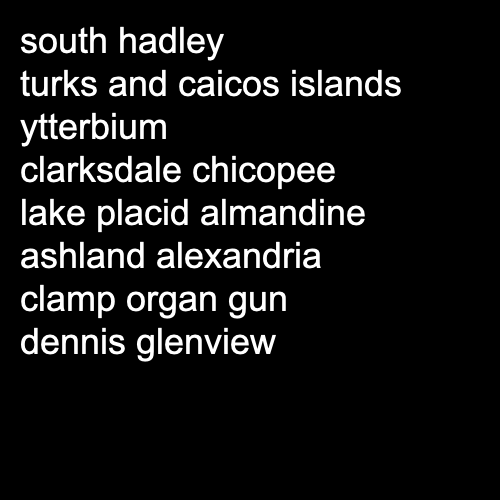 south hadley
turks and caicos islands
ytterbium
clarksdale chicopee
lake placid almandine
ashland alexandria
clamp organ gun
dennis glenview